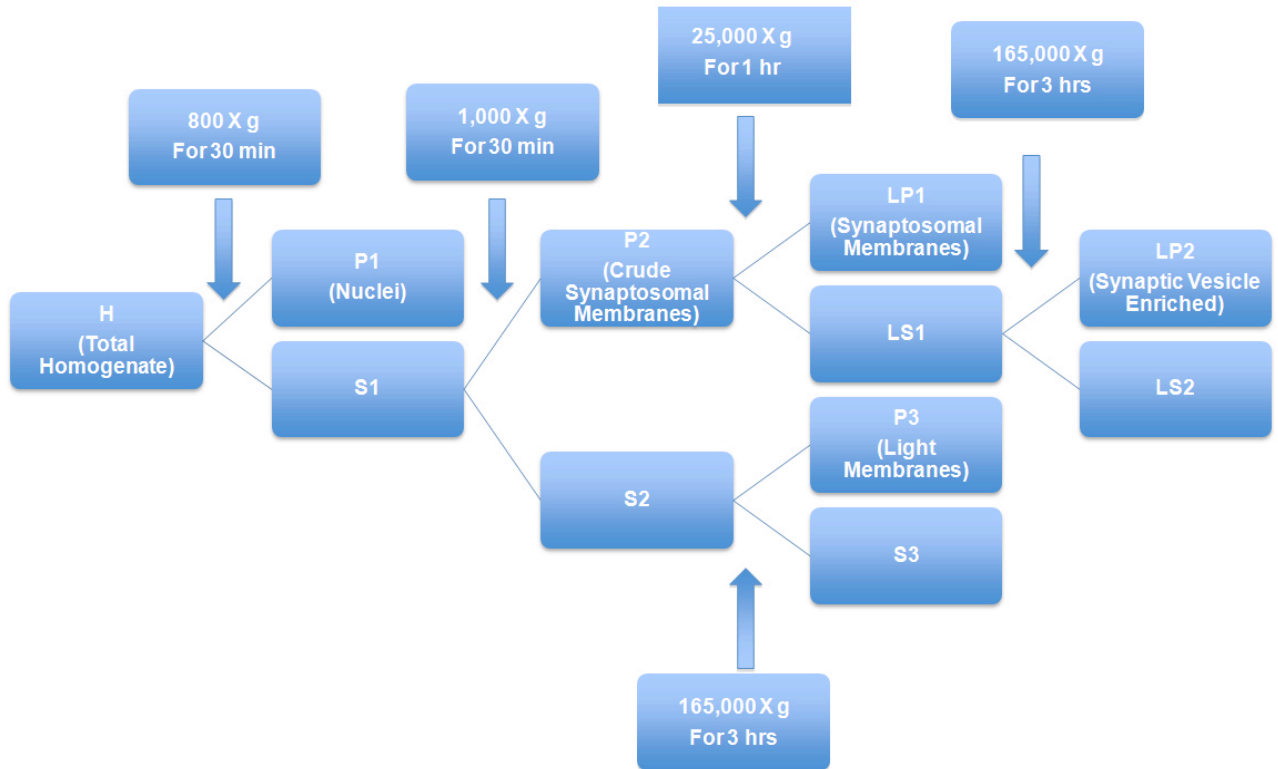 25,000 X g
For 1 hr
165,000 X g
For 3 hrs
800 X g
For 30 min
1,000 X g
For 30 min
H
(Total
Homogenate)
P1
(Nuclei)
S1
P2
(Crude
Synaptosomal
Membranes)
S2
LP1
(Synaptosomal
Membranes)
LS1
P3
(Light
Membranes)
S3
LP2
(Synaptic Vesicle
Enriched)
LS2
165,000 X g
For 3 hrs